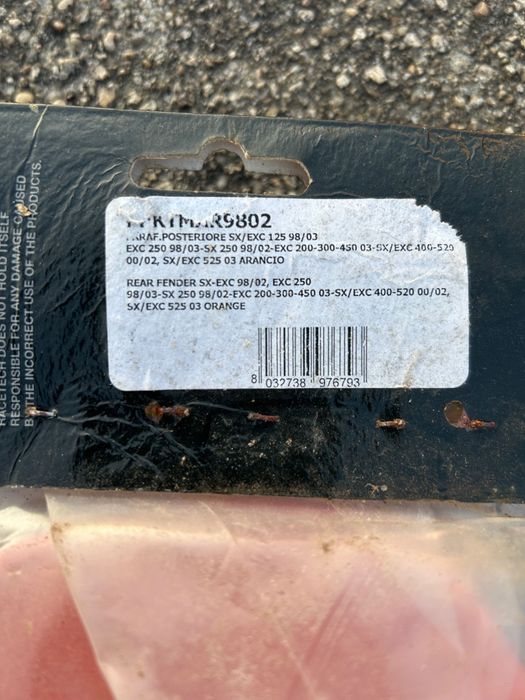 RACETECH DOES NOT HOLD ITSELF
RESPONSIBLE FOR ANY DAMAGE CAUSED
BY THE INCORRECT USE OF THE PRODUCTS.
PPKTMAR9802
PARAF.POSTERIORE SX/EXC 125 98/03
EXC 250 98/03-SX 250 98/02-EXC 200-300-450 03-SX/EXC 400-520
00/02, SX/EXC 525 03 ARANCIO
REAR FENDER SX-EXC 98/02, EXC 250
98/03-SX 250 98/02-EXC 200-300-450 03-SX/EXC 400-520 00/02,
SX/EXC 525 03 ORANGE
8 032738 976793